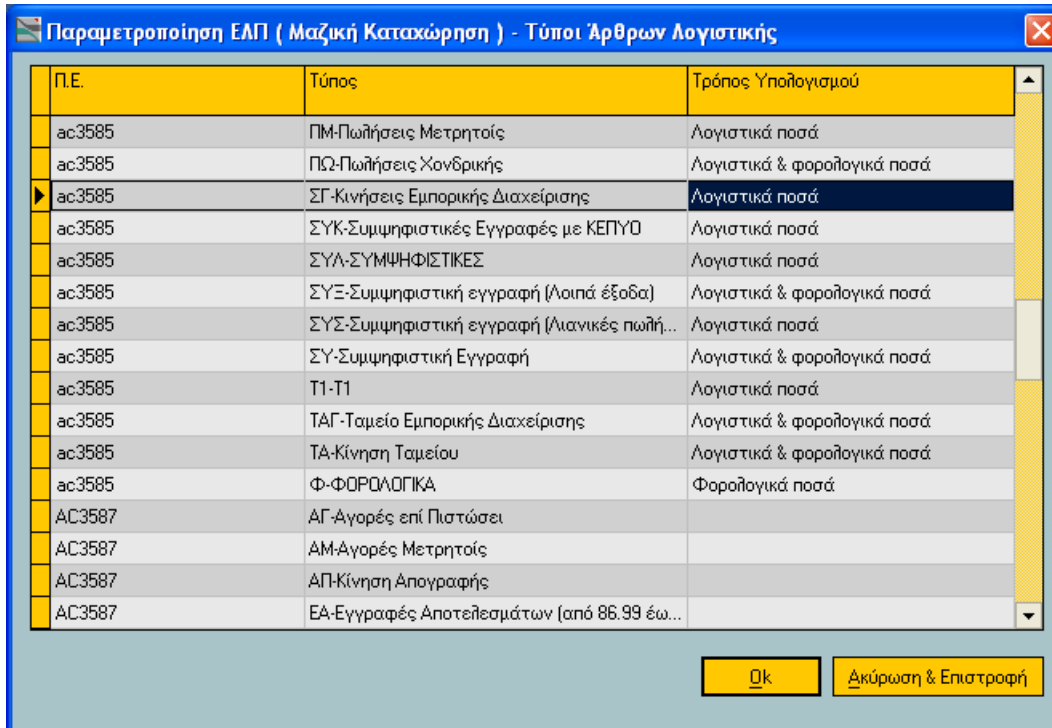 Παραμετροποίηση ΕΛΠ ( Μαζική Καταχώρηση ) - Τύποι Άρθρων Λογιστικής
Π.Ε. Τύπος Τρόπος Υπολογισμού
ac3585 ΠΜ-Πωλήσεις Μετρητοίς Λογιστικά ποσά
ac3585 ΠΩ-Πωλήσεις Χονδρικής Λογιστικά & φορολογικά ποσά
ac3585 ΣΓ-Κινήσεις Εμπορικής Διαχείρισης Λογιστικά ποσά
ac3585 ΣΥΚ-Συμψηφιστικές Εγγραφές με ΚΕΠΥΟ Λογιστικά ποσά
ac3585 ΣΥΛ-ΣΥΜΨΗΦΙΣΤΙΚΕΣ Λογιστικά ποσά
ac3585 ΣΥΞ-Συμψηφιστική εγγραφή (Λοιπά έξοδα) Λογιστικά & φορολογικά ποσά
ac3585 ΣΥΣ-Συμψηφιστική εγγραφή (Λιανικές πωλή... Λογιστικά ποσά
ac3585 ΣΥ-Συμψηφιστική Εγγραφή Λογιστικά & φορολογικά ποσά
ac3585 Τ1-Τ1 Λογιστικά ποσά
ac3585 ΤΑΓ-Ταμείο Εμπορικής Διαχείρισης Λογιστικά & φορολογικά ποσά
ac3585 ΤΑ-Κίνηση Ταμείου Λογιστικά & φορολογικά ποσά
ac3585 Φ-ΦΟΡΟΛΟΓΙΚΑ Φορολογικά ποσά
AC3587 ΑΓ-Αγορές επί Πιστώσει
AC3587 ΑΜ-Αγορές Μετρητοίς
AC3587 ΑΠ-Κίνηση Απογραφής
AC3587 ΕΑ-Εγγραφές Αποτελεσμάτων (από 86.99 έω...
Ok Ακύρωση & Επιστροφή